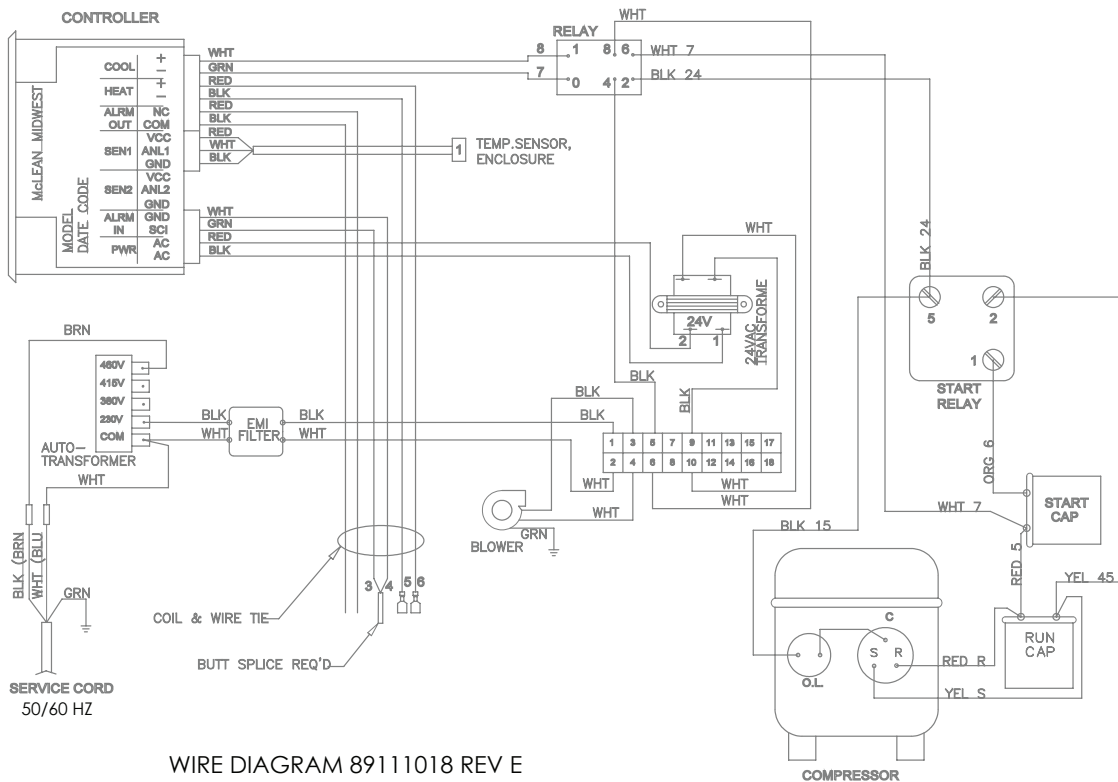 CONTROLLER
McLEAN MIDWEST
MODEL
DATE CODE
COOL + −
HEAT + −
ALRM NC
OUT COM
SEN1 VCC
ANL1
GND
SEN2 VCC
ANL2
GND
ALRM GND
IN SCI
PWR AC
AC
WHT
GRN
RED
BLK
RED
BLK
RED
WHT
BLK
WHT
GRN
RED
BLK
1 TEMP.SENSOR,
ENCLOSURE
WHT
RELAY
8 1 8 6 WHT 7
7 0 4 2 BLK 24
WHT
24V
2 1
24VAC
TRANSFORME
BLK 24
5 2
1
START
RELAY
BRN
460V
415V
380V
230V
COM
AUTO-
TRANSFORMER
WHT
BLK
WHT
EMI
FILTER
BLK
WHT
BLK
BLK
BLK
1 3 5 7 9 11 13 15 17
2 4 6 8 10 12 14 16 18
WHT
WHT
WHT
WHT
GRN
BLOWER
ORG 6
START
CAP
WHT 7
BLK 15
RED 5
YEL 45
RUN
CAP
C
S R
O.L.
RED R
YEL S
COMPRESSOR
BLK (BRN
WHT (BLU
GRN
3 4 5 6
COIL & WIRE TIE
BUTT SPLICE REQ'D
SERVICE CORD
50/60 HZ
WIRE DIAGRAM 89111018 REV E